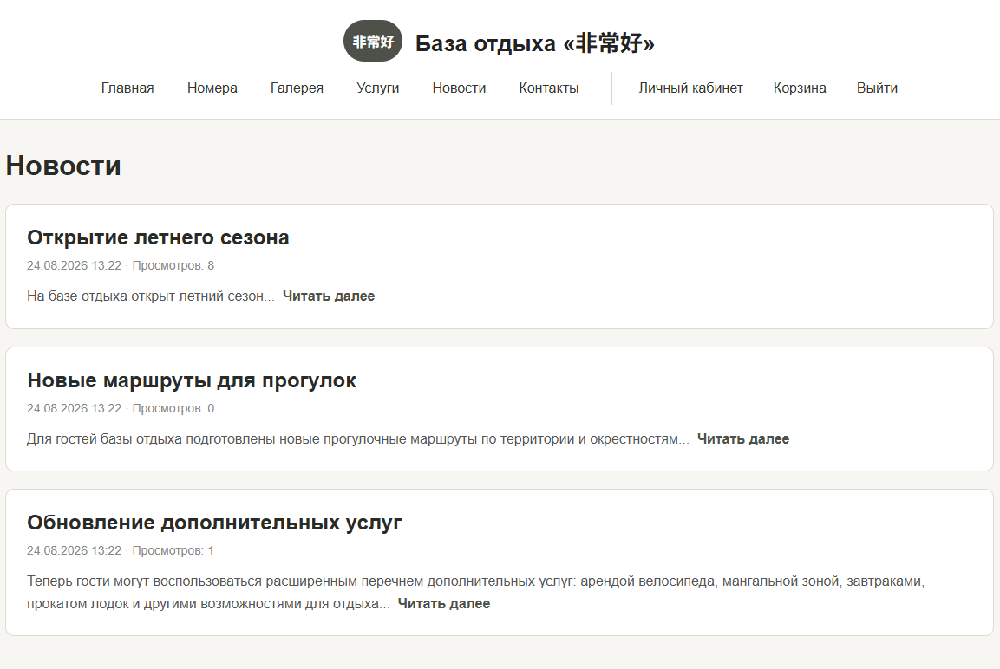 非常好
База отдыха «非常好»
Главная Номера Галерея Услуги Новости Контакты Личный кабинет Корзина Выйти
Новости
Открытие летнего сезона
24.08.2026 13:22 · Просмотров: 8
На базе отдыха открыт летний сезон... Читать далее
Новые маршруты для прогулок
24.08.2026 13:22 · Просмотров: 0
Для гостей базы отдыха подготовлены новые прогулочные маршруты по территории и окрестностям... Читать далее
Обновление дополнительных услуг
24.08.2026 13:22 · Просмотров: 1
Теперь гости могут воспользоваться расширенным перечнем дополнительных услуг: арендой велосипеда, мангальной зоной, завтраками,
прокатом лодок и другими возможностями для отдыха... Читать далее